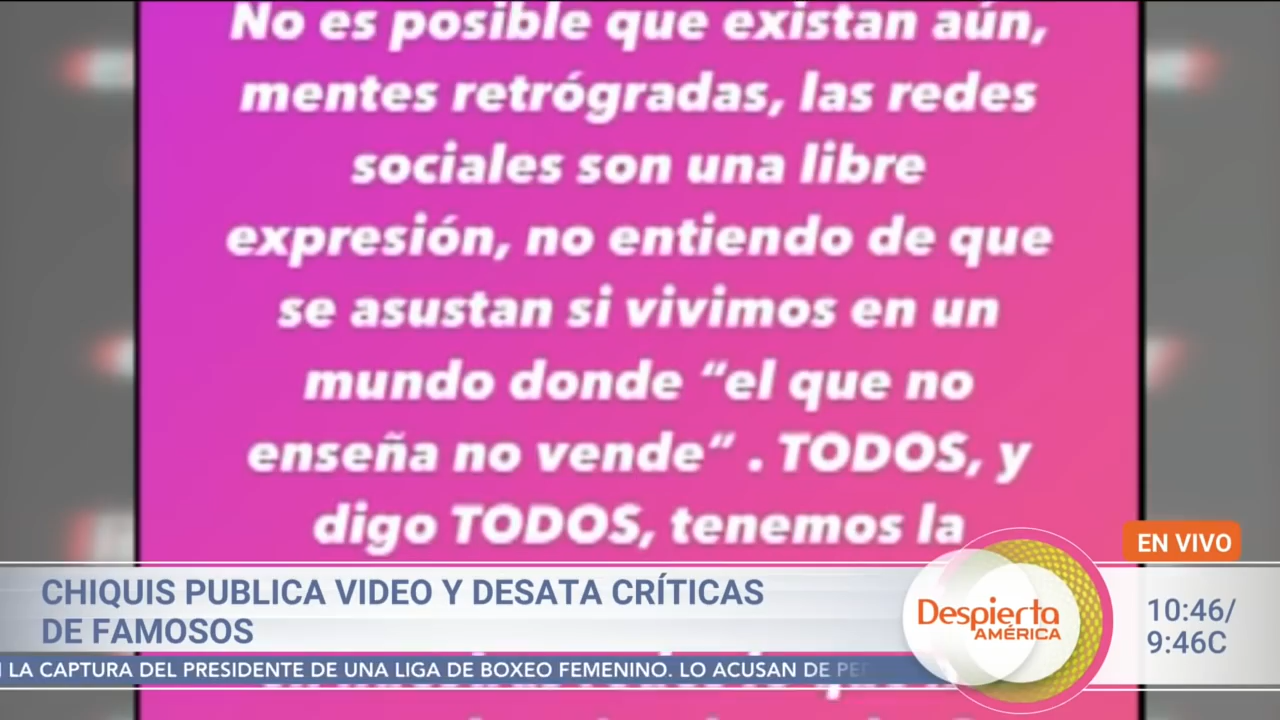 No es posible que existan aún,
mentes retrógradas, las redes
sociales son una libre
expresión, no entiendo de que
se asustan si vivimos en un
mundo donde “el que no
enseña no vende” . TODOS, y
digo TODOS, tenemos la
EN VIVO
CHIQUIS PUBLICA VIDEO Y DESATA CRÍTICAS
DE FAMOSOS
Despierta
AMÉRICA
10:46/
9:46C
LA CAPTURA DEL PRESIDENTE DE UNA LIGA DE BOXEO FEMENINO. LO ACUSAN DE